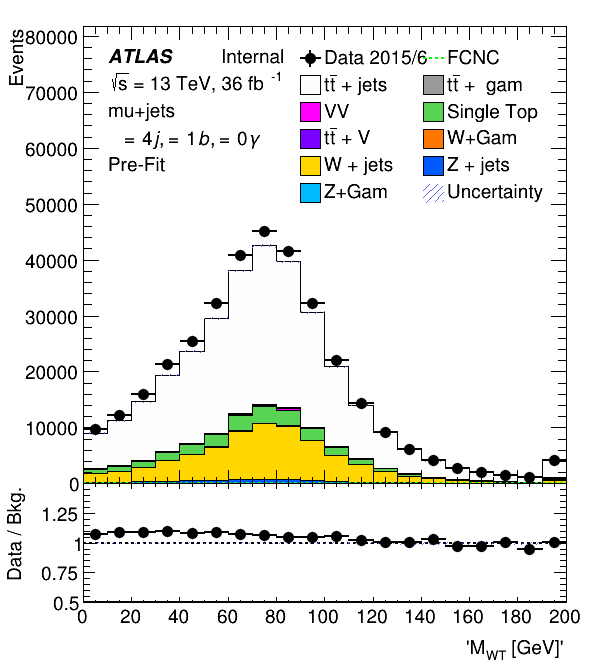 Events
80000
70000
60000
50000
40000
30000
20000
10000
0
ATLAS Internal
√s = 13 TeV, 36 fb⁻¹
mu+jets
= 4j, = 1b, = 0γ
Pre-Fit
Data 2015/6 FCNC
tt̄ + jets tt̄ + gam
VV Single Top
tt̄ + V W+Gam
W + jets Z + jets
Z+Gam Uncertainty
Data / Bkg.
1.25
1
0.75
0.5
0 20 40 60 80 100 120 140 160 180 200
'M_WT [GeV]'